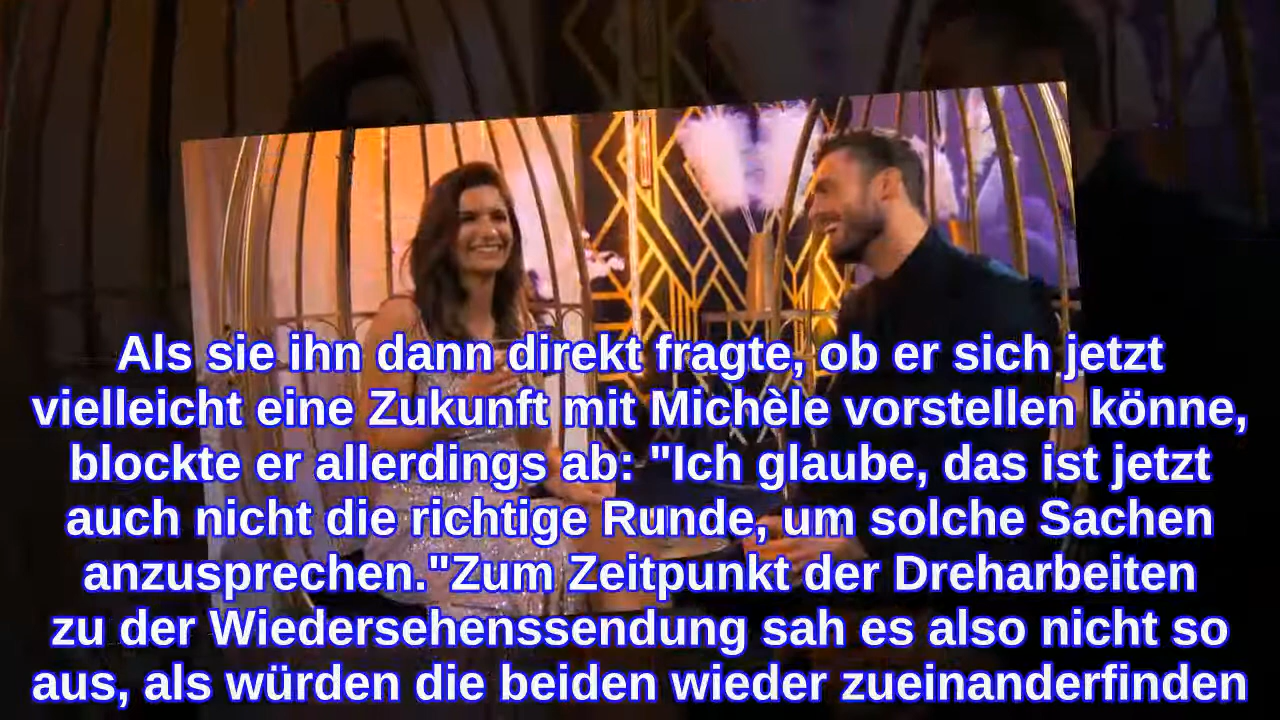 Als sie ihn dann direkt fragte, ob er sich jetzt
vielleicht eine Zukunft mit Michèle vorstellen könne,
blockte er allerdings ab: "Ich glaube, das ist jetzt
auch nicht die richtige Runde, um solche Sachen
anzusprechen."Zum Zeitpunkt der Dreharbeiten
zu der Wiedersehenssendung sah es also nicht so
aus, als würden die beiden wieder zueinanderfinden